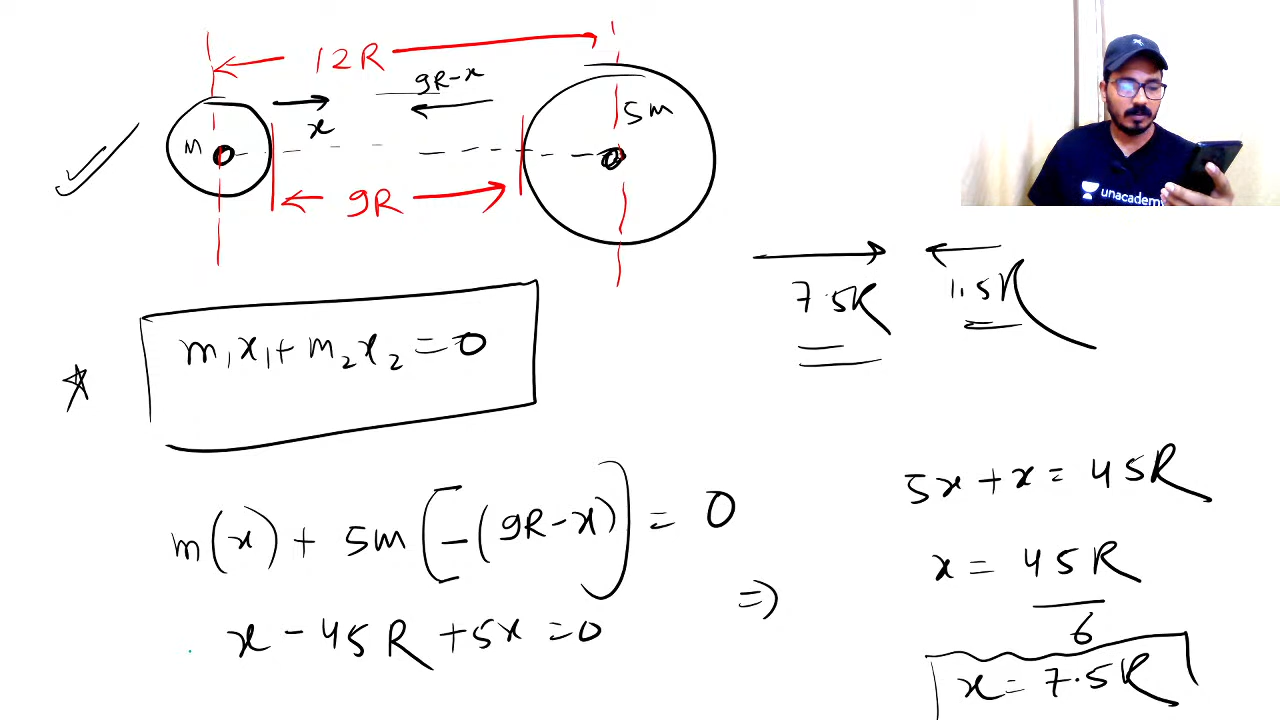 12R
9R-x
x
m
5m
9R
7.5R
1.5R
m₁x₁ + m₂x₂ = 0
m(x) + 5m[-(9R-x)] = 0
x - 45R + 5x = 0
=>
5x + x = 45R
x = 45R
6
x = 7.5R
unacademy